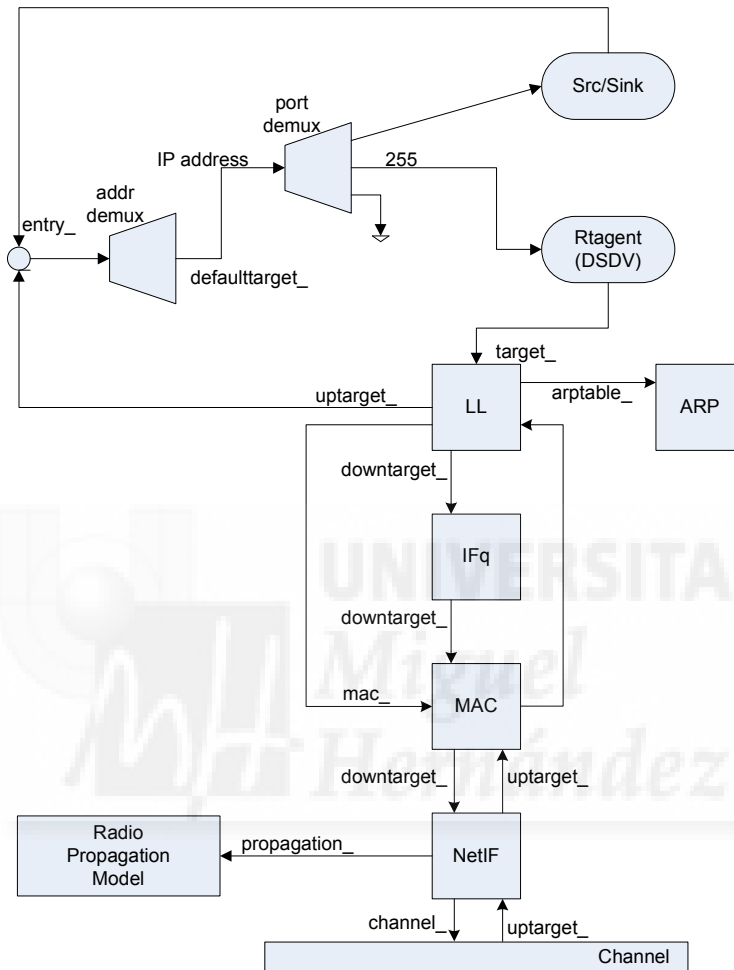 Src/Sink
port
demux
IP address
255
addr
demux
entry_
Rtagent
(DSDV)
defaulttarget_
target_
uptarget_
LL
arptable_
ARP
downtarget_
IFq
UNIVERSITA
downtarget_
Miguel
mac_
MAC
Hernández
downtarget_
uptarget_
Radio
Propagation
Model
propagation_
NetIF
channel_
uptarget_
Channel